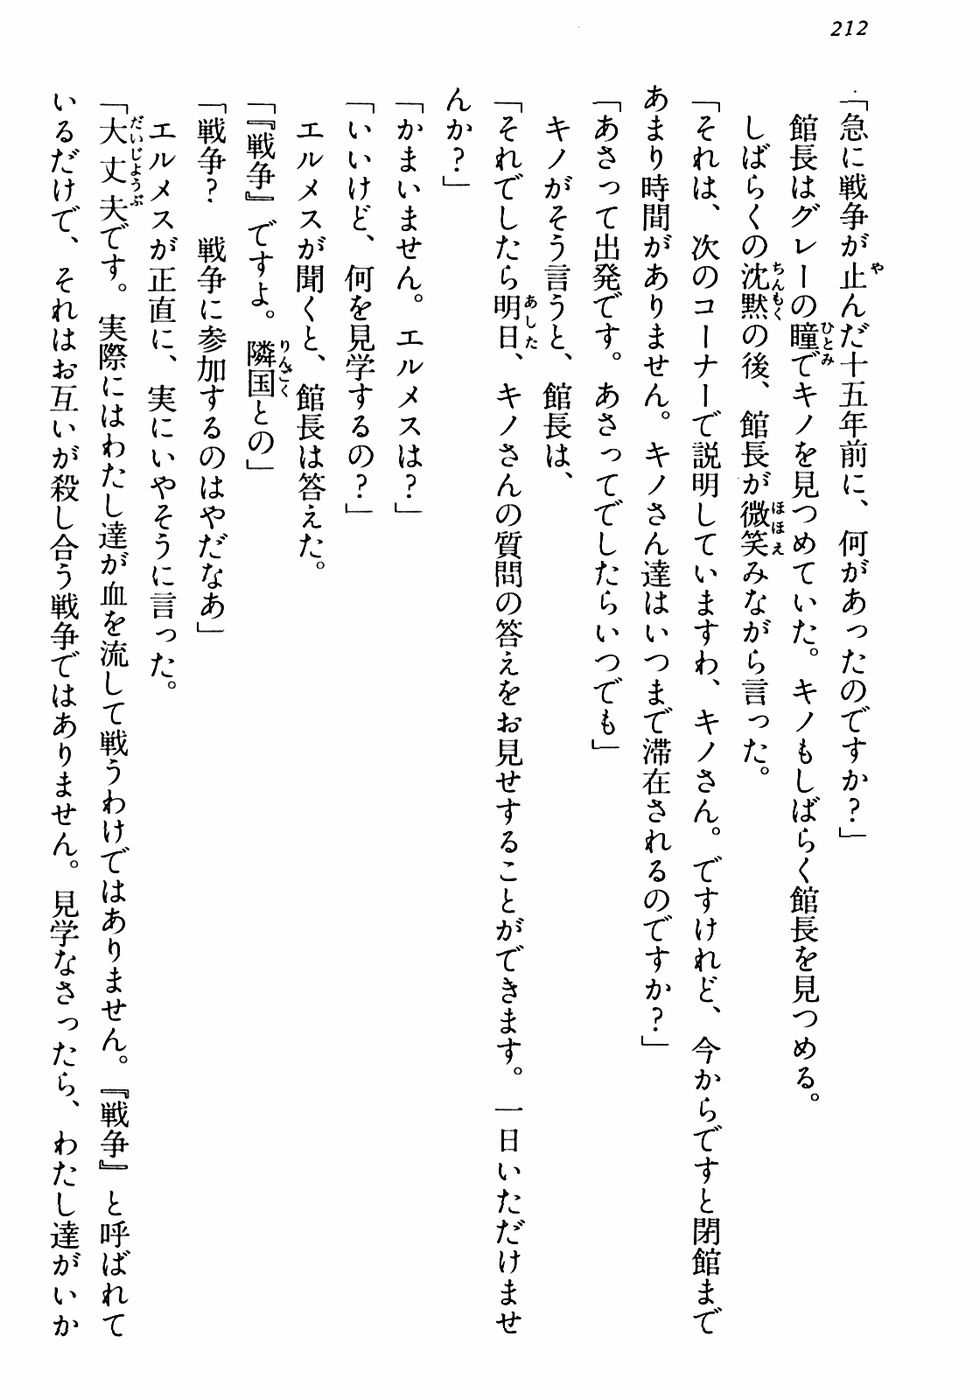 212
「急に戦争が止んだ十五年前に、何があったのですか？」
館長はグレーの瞳でキノを見つめていた。キノもしばらく館長を見つめる。
しばらくの沈黙の後、館長が微笑みながら言った。
「それは、次のコーナーで説明していますわ、キノさん。ですけれど、今からですと閉館まで
あまり時間がありません。キノさん達はいつまで滞在されるのですか？」
「あさって出発です。あさってでしたらいつでも」
キノがそう言うと、館長は、
「それでしたら明日、キノさんの質問の答えをお見せすることができます。一日いただけませ
んか？」
「かまいません。エルメスは？」
「いいけど、何を見学するの？」
エルメスが聞くと、館長は答えた。
「『戦争』ですよ。隣国との」
「戦争？　戦争に参加するのはやだなあ」
エルメスが正直に、実にいやそうに言った。
「大丈夫です。実際にはわたし達が血を流して戦うわけではありません。『戦争』と呼ばれて
いるだけで、それはお互いが殺し合う戦争ではありません。見学なさったら、わたし達がいか